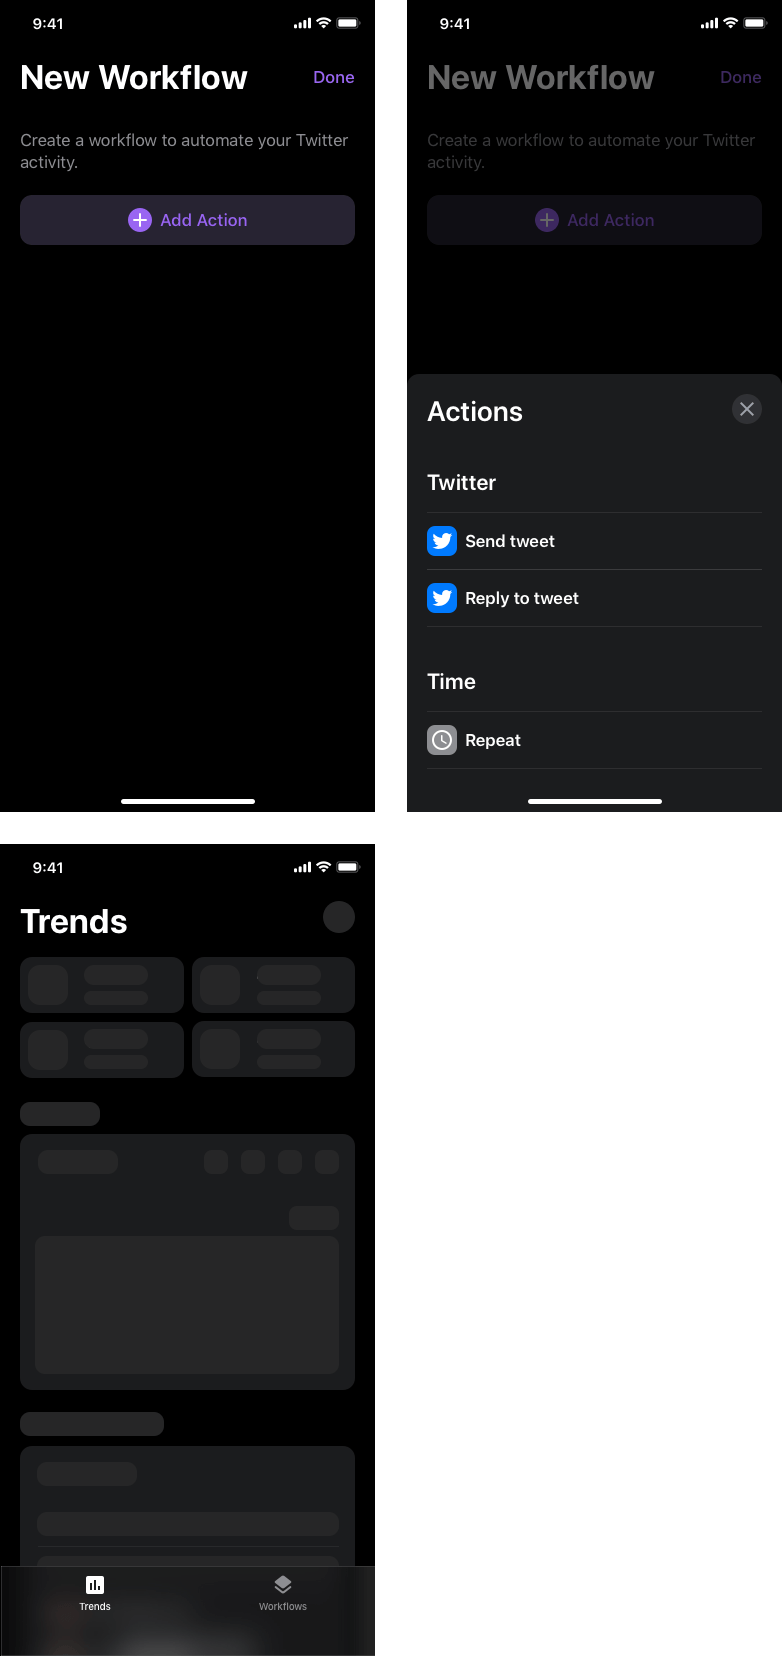 9:41
New Workflow
Done
Create a workflow to automate your Twitter
activity.
Add Action
9:41
New Workflow
Done
Create a workflow to automate your Twitter
activity.
Add Action
Actions
Twitter
Send tweet
Reply to tweet
Time
Repeat
9:41
Trends
Trends
Workflows